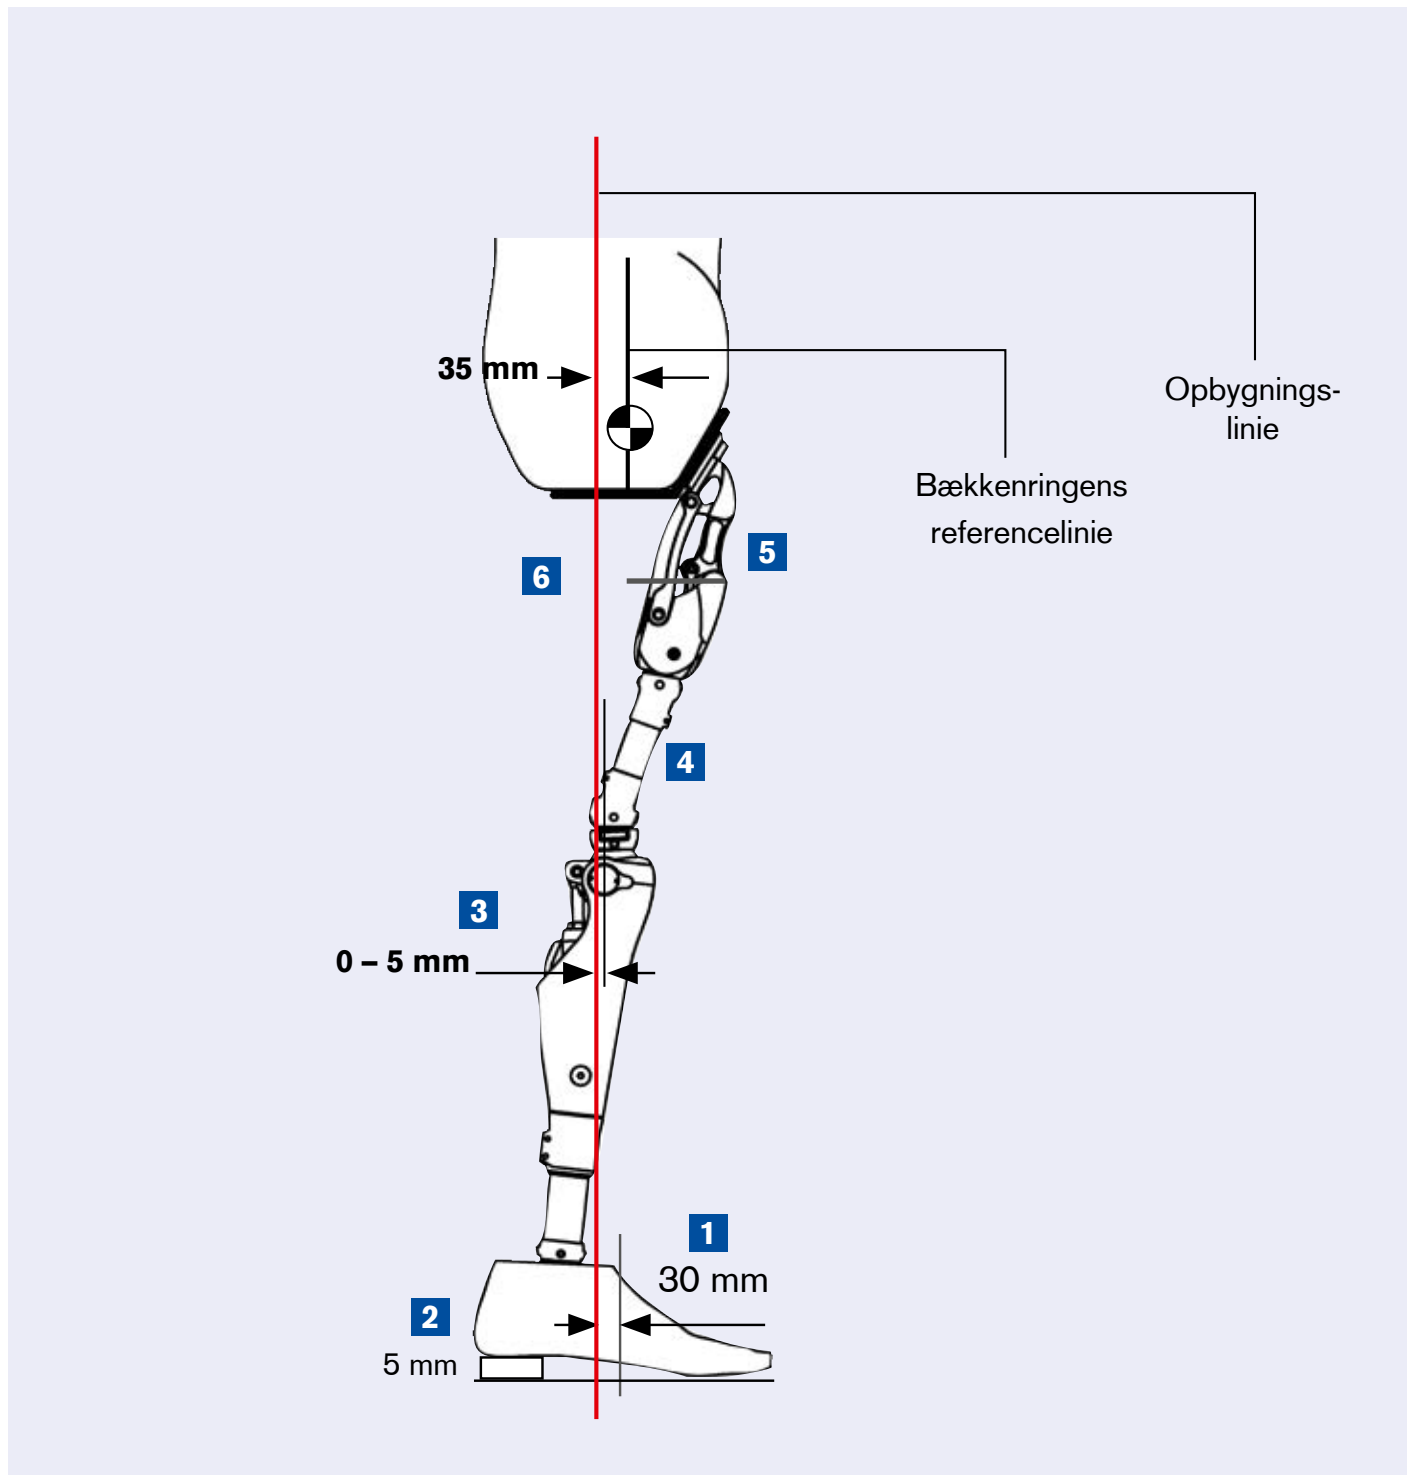 35 mm
Opbygnings-
linie
Bækkenringens
referencelinie
5
6
4
3
0 – 5 mm
1
30 mm
2
5 mm